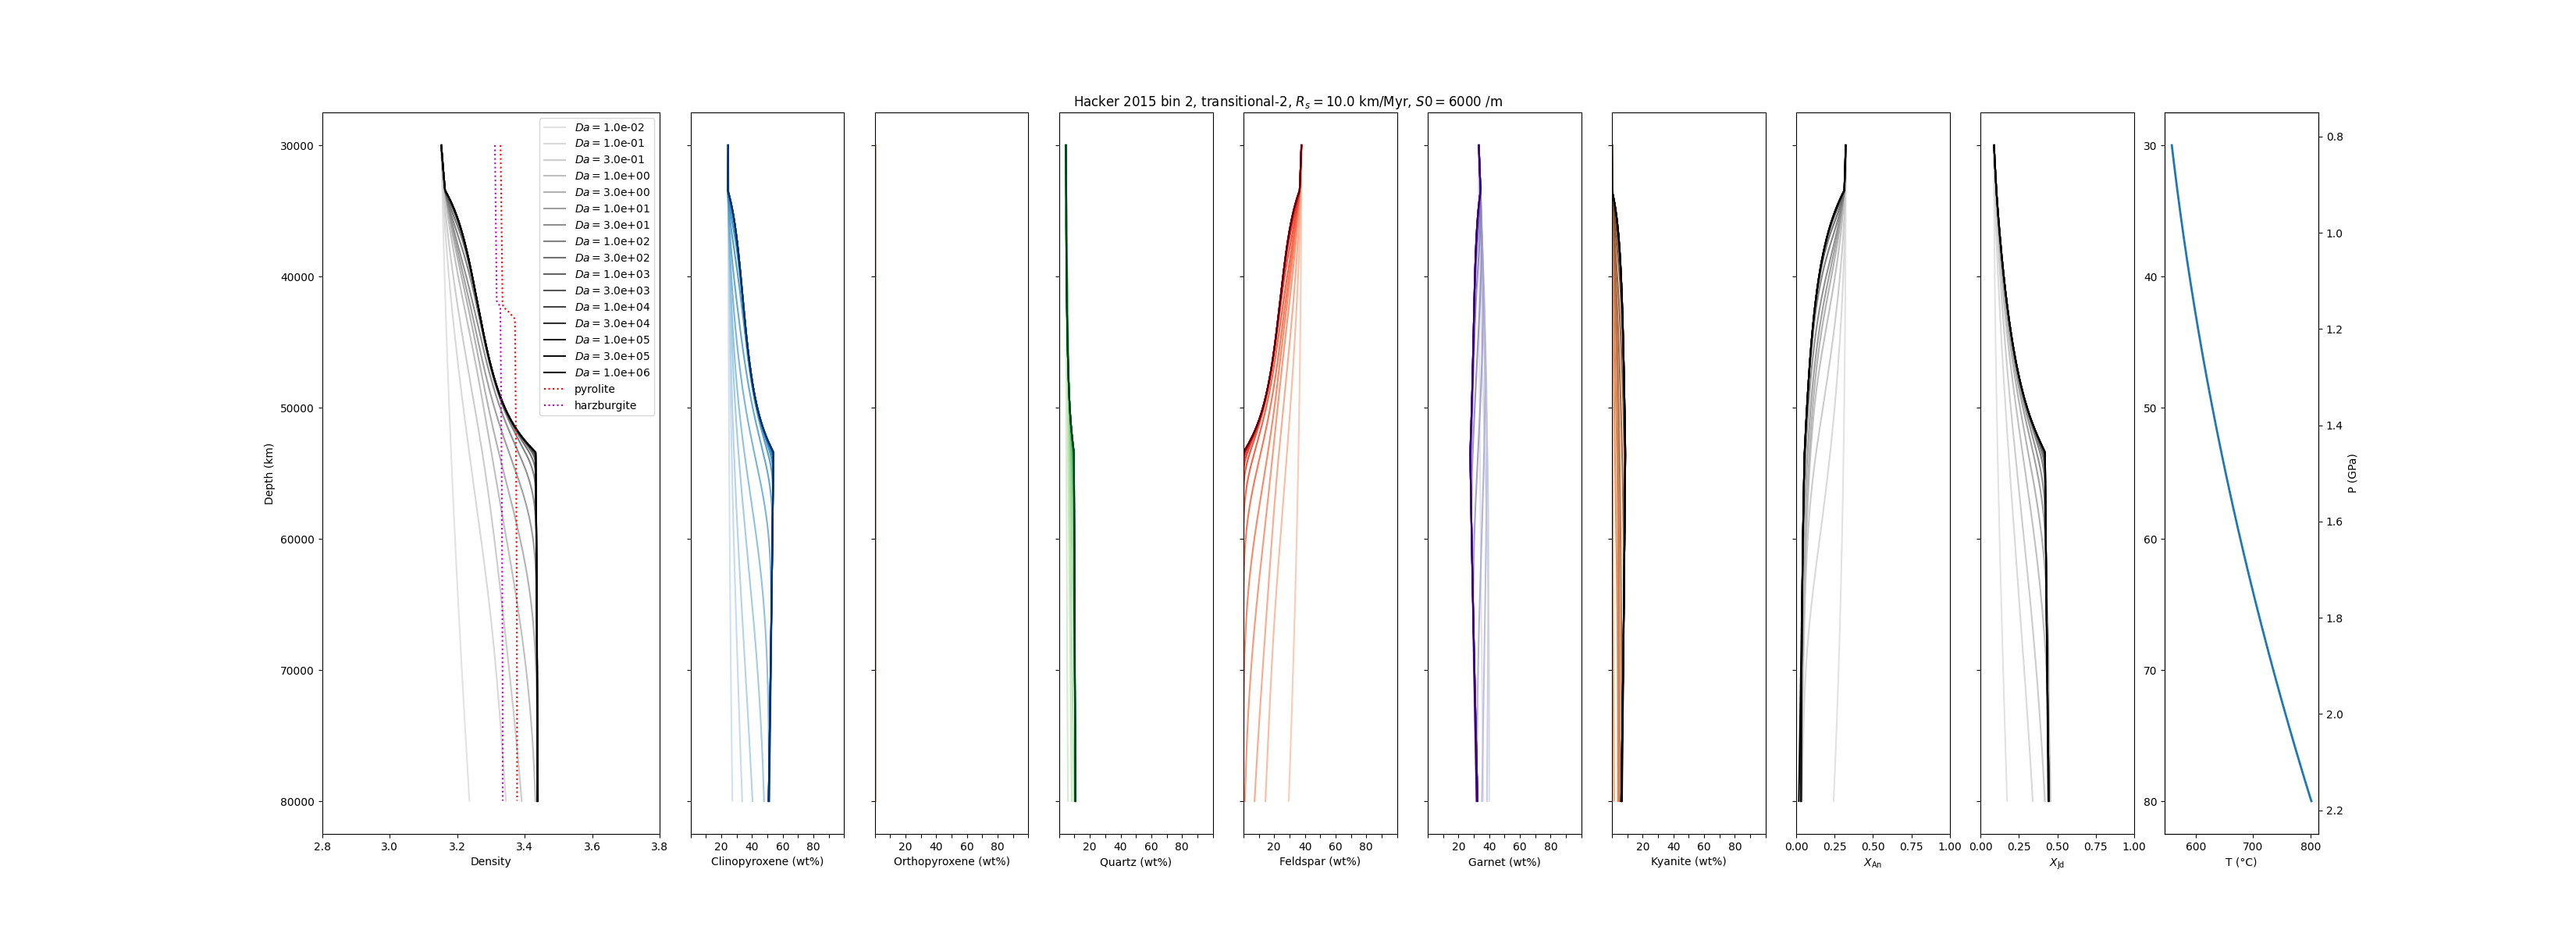 Hacker 2015 bin 2, transitional-2, $R_s = 10.0$ km/Myr, $S0 = 6000$ /m
Da = 1.0e-02
Da = 1.0e-01
Da = 3.0e-01
Da = 1.0e+00
Da = 3.0e+00
Da = 1.0e+01
Da = 3.0e+01
Da = 1.0e+02
Da = 3.0e+02
Da = 1.0e+03
Da = 3.0e+03
Da = 1.0e+04
Da = 3.0e+04
Da = 1.0e+05
Da = 3.0e+05
Da = 1.0e+06
pyrolite
harzburgite
Depth (km)
30000
40000
50000
60000
70000
80000
2.8 3.0 3.2 3.4 3.6 3.8
Density
20 40 60 80
Clinopyroxene (wt%)
20 40 60 80
Orthopyroxene (wt%)
20 40 60 80
Quartz (wt%)
20 40 60 80
Feldspar (wt%)
20 40 60 80
Garnet (wt%)
20 40 60 80
Kyanite (wt%)
0.00 0.25 0.50 0.75 1.00
$X_{An}$
0.00 0.25 0.50 0.75 1.00
$X_{Jd}$
30
40
50
60
70
80
600 700 800
T (°C)
0.8
1.0
1.2
1.4
1.6
1.8
2.0
2.2
P (GPa)